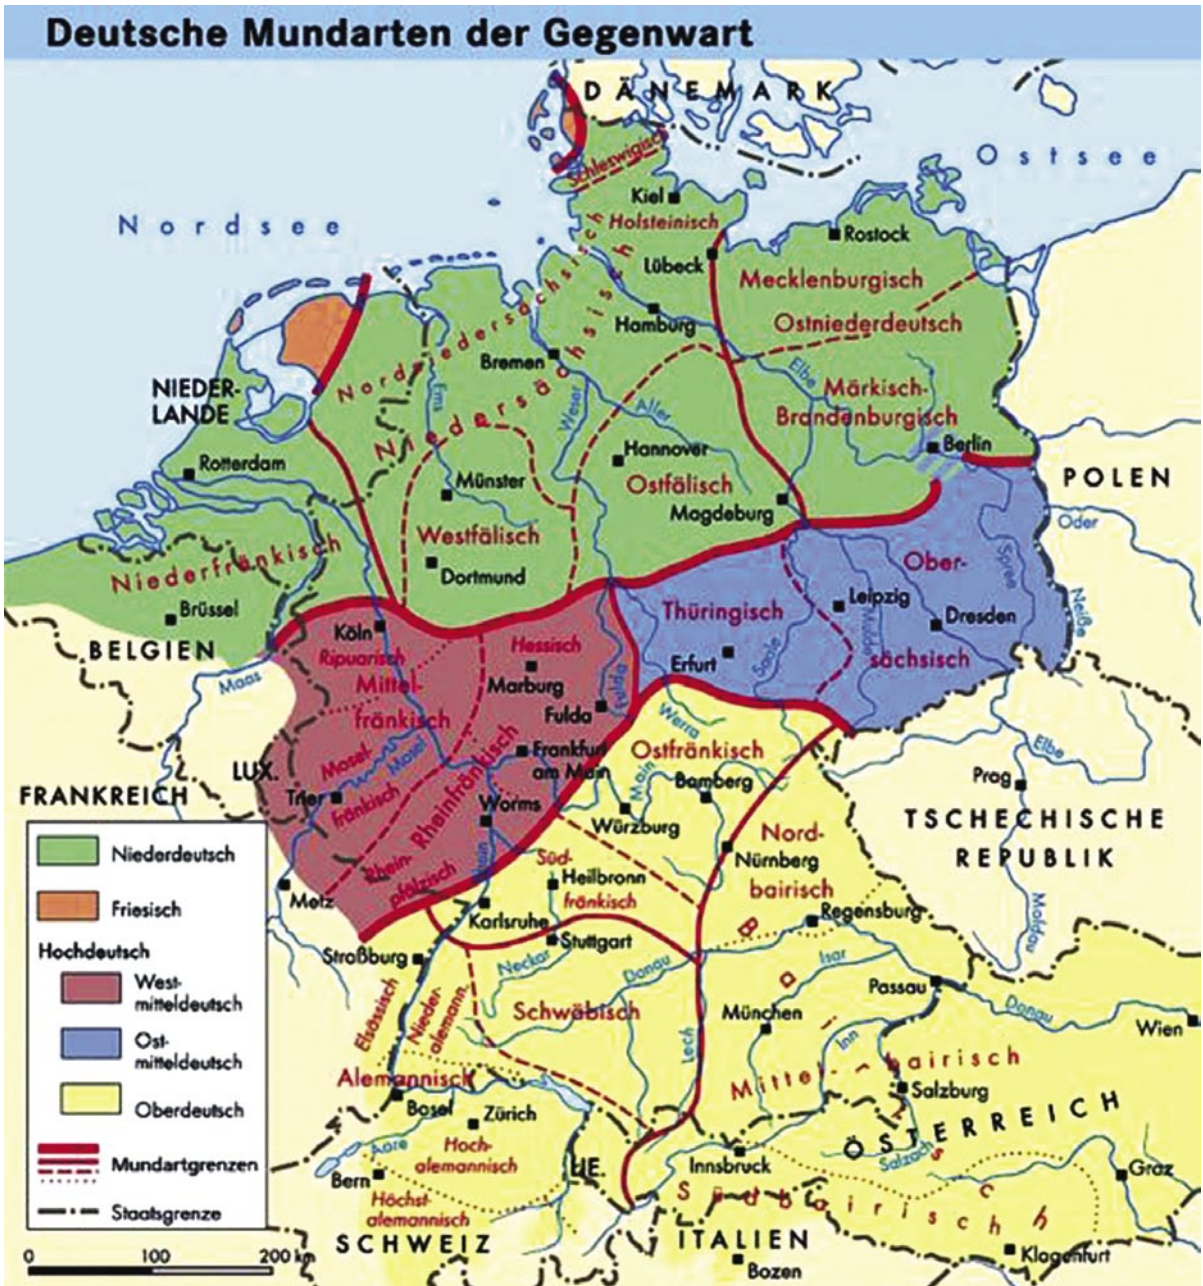 Deutsche Mundarten der Gegenwart
DÄNEMARK
Ostsee
Nordsee
Schleswigisch
Kiel
Holsteinisch
Rostock
Lübeck
Mecklenburgisch
Hamburg
Ostniederdeutsch
Nordniedersächsisch
Niedersächsisch
Bremen
Elbe
NIEDER-
LANDE
Ems
Weser
Aller
Märkisch-
Brandenburgisch
Berlin
Rotterdam
Hannover
Münster
Ostfälisch
POLEN
Magdeburg
Westfälisch
Oder
Niederfränkisch
Dortmund
Ober-
Spree
Brüssel
Thüringisch
Leipzig
Dresden
Neiße
Köln
BELGIEN
Ripuarisch
Hessisch
Mulde
Maas
Marburg
Erfurt
Saale
sächsisch
Mittel-
fränkisch
Fulda
Fulda
Werra
Mosel-
Mosel
Frankfurt
am Main
Ostfränkisch
Elbe
LUX.
Trier
fränkisch
Rheinfränkisch
Main
Bamberg
Prag
FRANKREICH
Worms
Würzburg
TSCHECHISCHE
REPUBLIK
Nord-
Nürnberg
bairisch
Rhein
Rhein-
pfälzisch
Süd-
Heilbronn
fränkisch
Metz
Karlsruhe
Regensburg
Moldau
Straßburg
Stuttgart
Neckar
Donau
Isar
Passau
Donau
Wien
Elsässisch
Nieder-
alemann.
Schwäbisch
München
Lech
Inn
Mittel-bairisch
Salzburg
Alemannisch
Basel
Zürich
ÖSTERREICH
Salzach
Aare
Hoch-
alemannisch
LIE.
Innsbruck
Graz
Bern
Höchst-
alemannisch
Südbairisch
B
a
i
r
i
s
c
h
SCHWEIZ
ITALIEN
Klagenfurt
Bozen
Niederdeutsch
Friesisch
Hochdeutsch
West-
mitteldeutsch
Ost-
mitteldeutsch
Oberdeutsch
Mundartgrenzen
Staatsgrenze
0 100 200 km